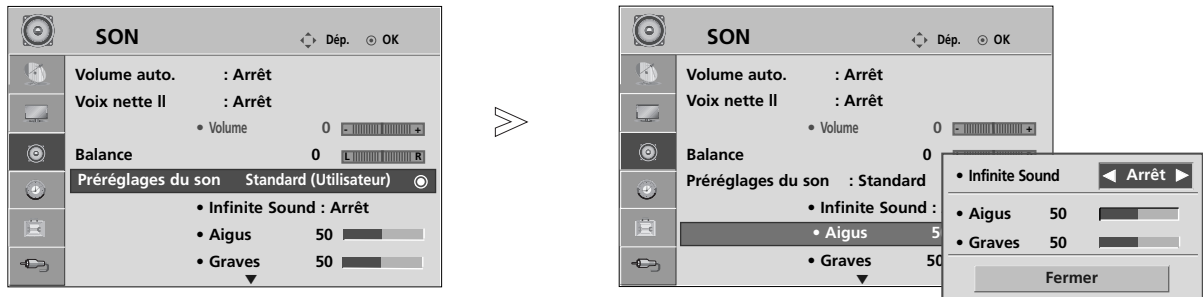 SON
Dép. OK
Volume auto. : Arrêt
Voix nette ll : Arrêt
• Volume 0 - +
Balance 0 L R
Préréglages du son Standard (Utilisateur)
• Infinite Sound : Arrêt
• Aigus 50
• Graves 50
>
SON
Dép. OK
Volume auto. : Arrêt
Voix nette ll : Arrêt
• Volume 0 - +
Balance 0
Préréglages du son : Standard
• Infinite Sound :
• Aigus 5
• Graves 50
• Infinite Sound Arrêt
• Aigus 50
• Graves 50
Fermer